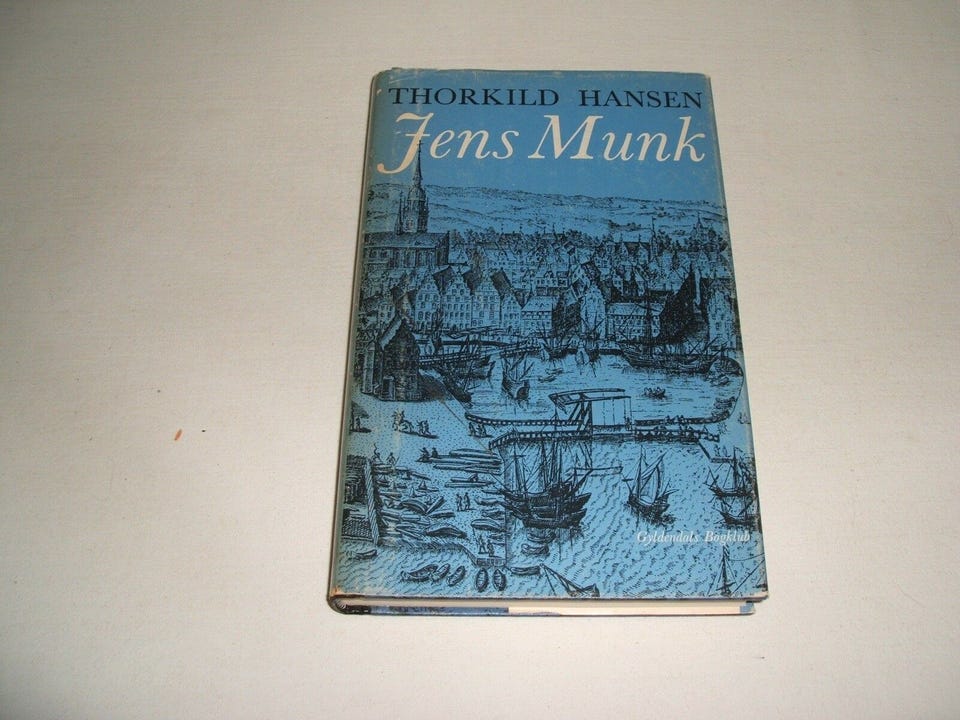 THORKILD HANSEN
Jens Munk
Gyldendals Bogklub